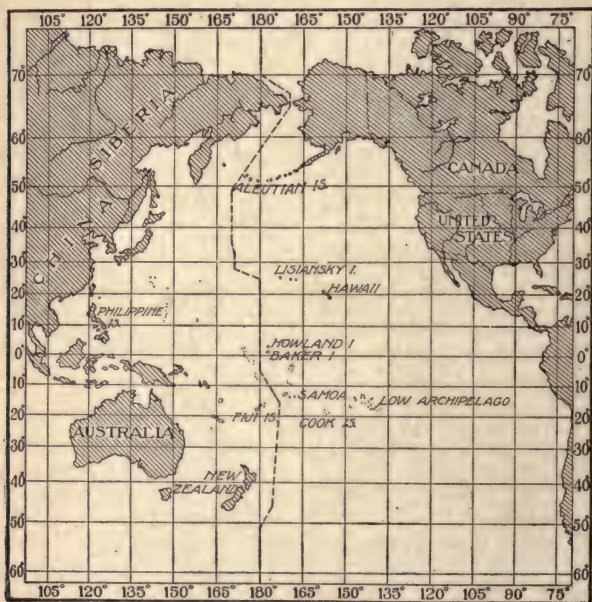 105° 120° 135° 150° 165° 180° 165° 150° 135° 120° 105° 90° 75°
70° 70°
SIBERIA
60° 60°
CANADA
ALEUTIAN IS.
50° 50°
UNITED
STATES
40° 40°
CHINA
30° 30°
LISIANSKY I.
HAWAII
20° 20°
PHILIPPINE
IS.
10° 10°
HOWLAND I
BAKER I
0° 0°
10° 10°
SAMOA
LOW ARCHIPELAGO
FIJI IS.
COOK IS.
20° 20°
AUSTRALIA
30° 30°
NEW
ZEALAND
40° 40°
50° 50°
60° 60°
105° 120° 135° 150° 165° 180° 165° 150° 135° 120° 105° 90° 75°